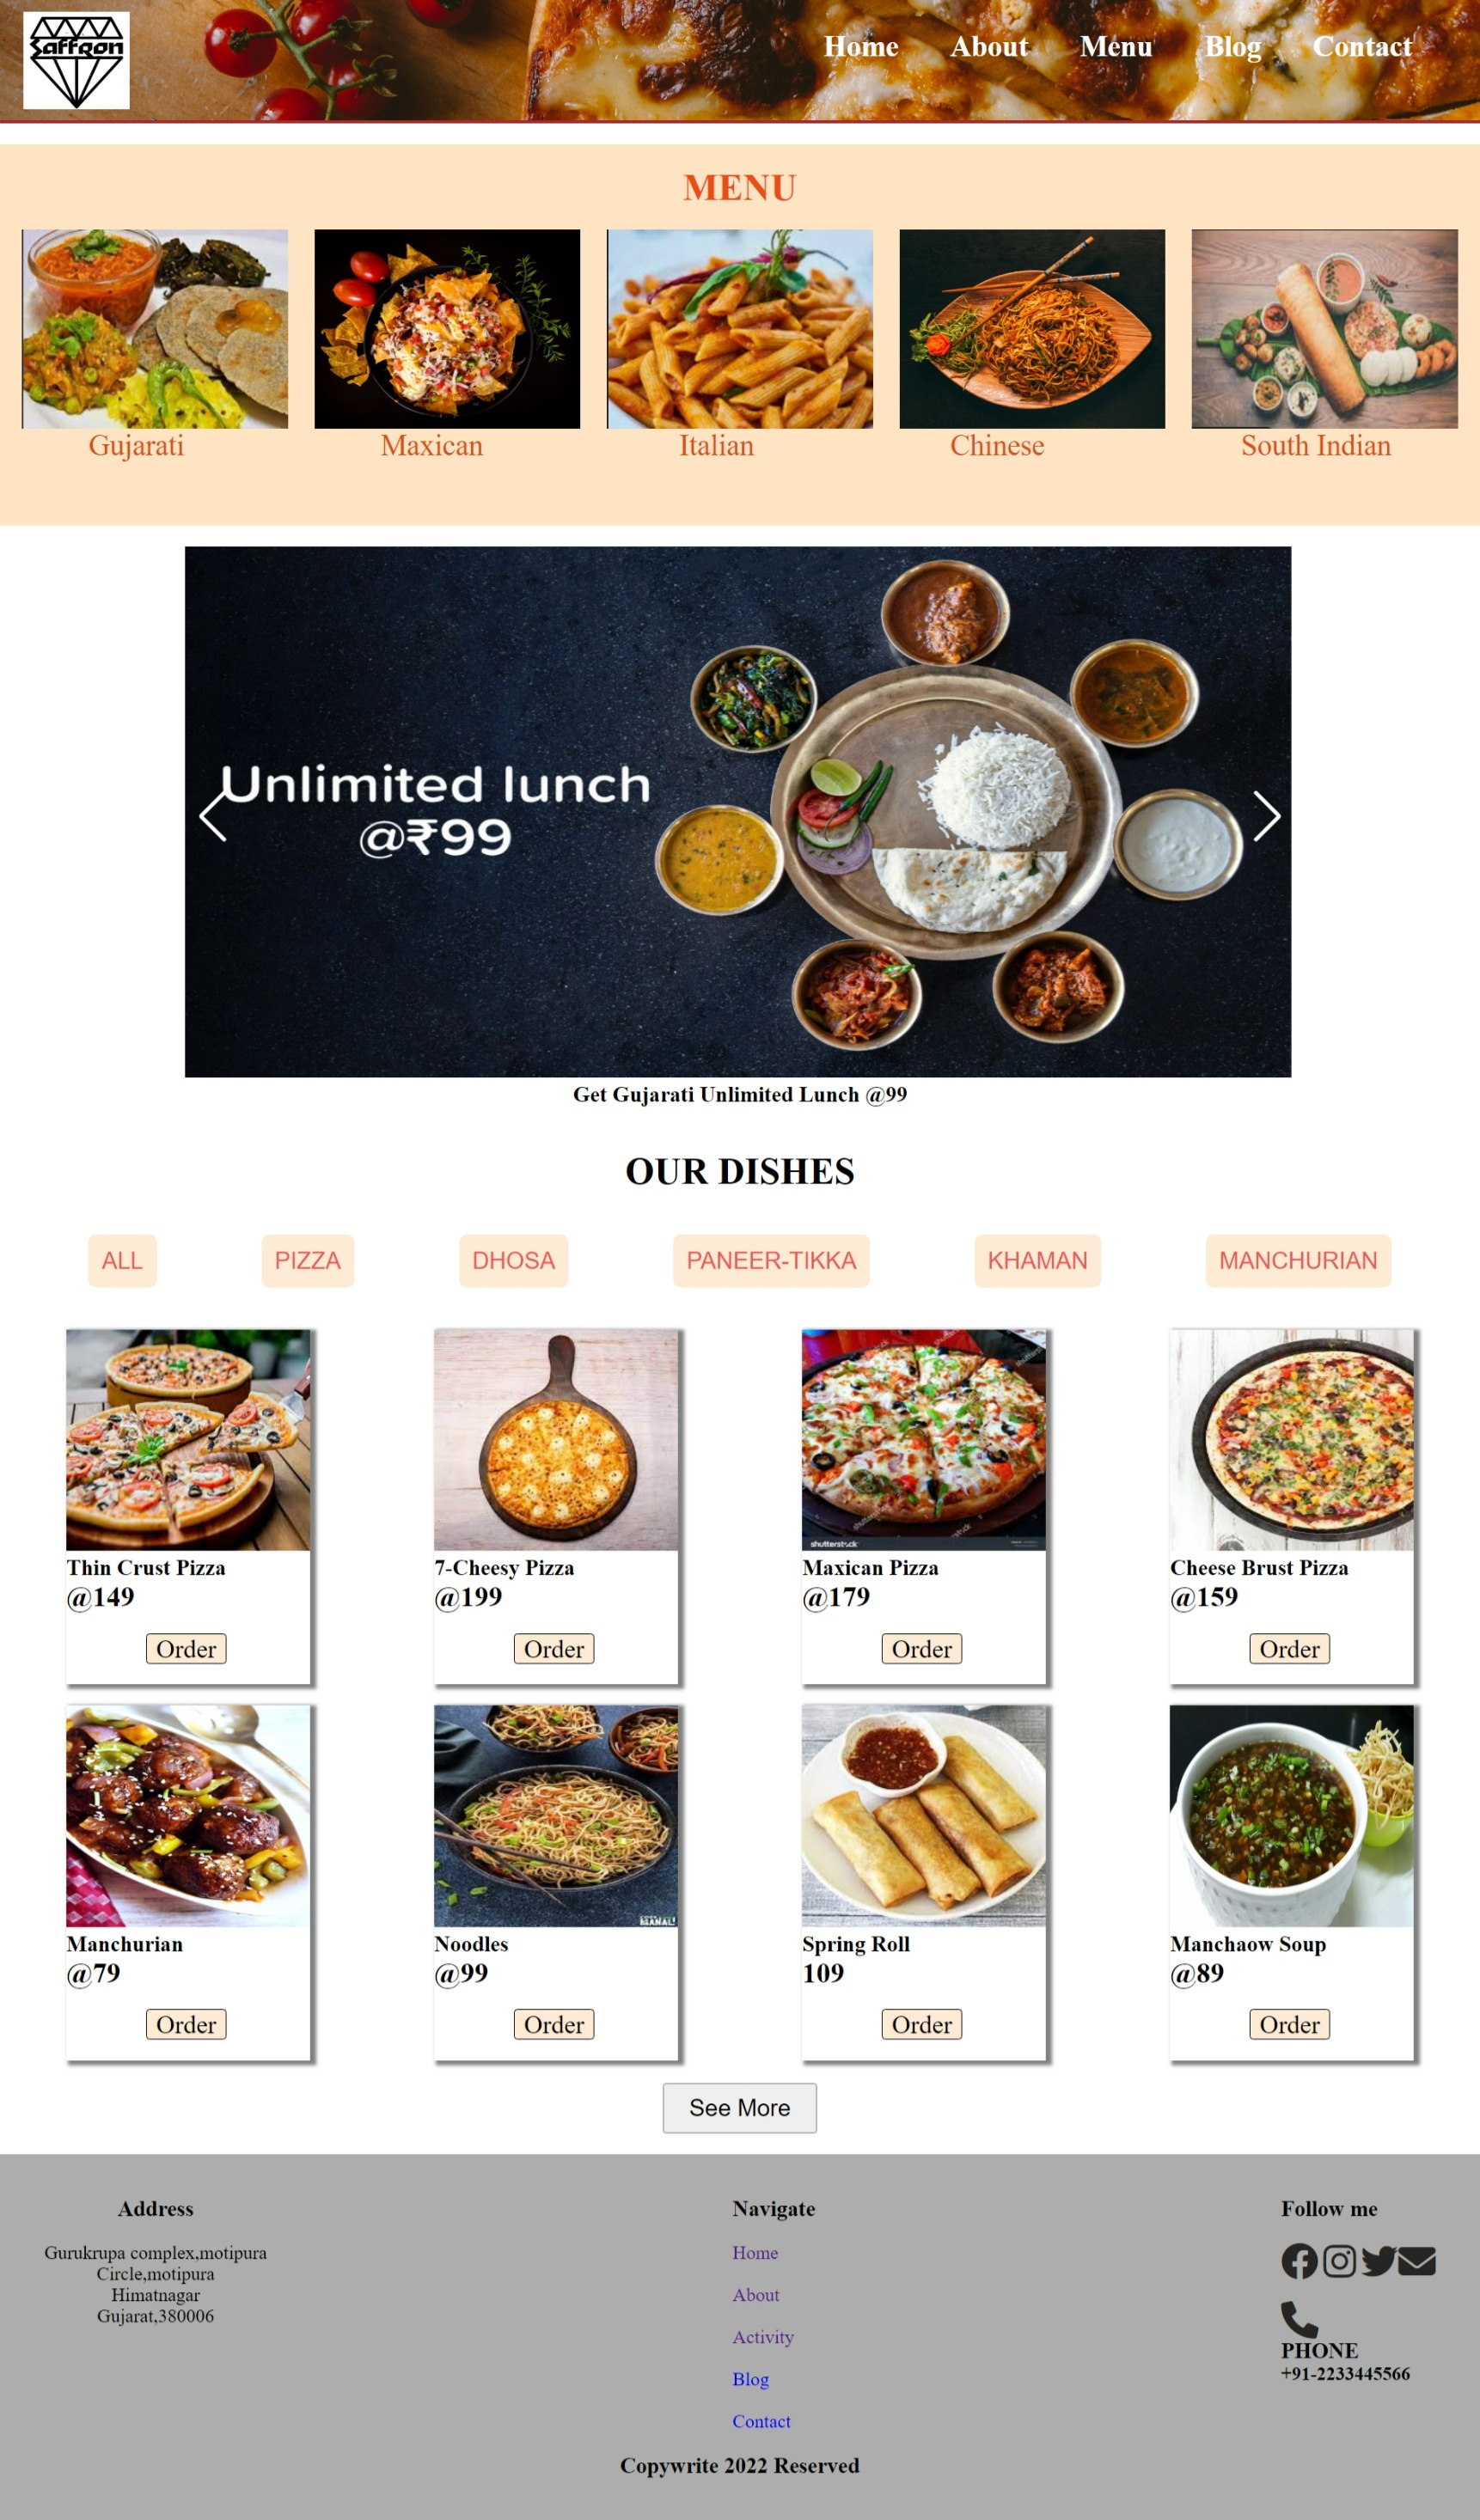 Saffron
Home About Menu Blog Contact
MENU
Gujarati Maxican Italian Chinese South Indian
Unlimited lunch
@₹99
Get Gujarati Unlimited Lunch @99
OUR DISHES
ALL PIZZA DHOSA PANEER-TIKKA KHAMAN MANCHURIAN
shutterstock
Thin Crust Pizza 7-Cheesy Pizza Maxican Pizza Cheese Brust Pizza
@149 @199 @179 @159
Order Order Order Order
MANALI
Manchurian Noodles Spring Roll Manchaow Soup
@79 @99 109 @89
Order Order Order Order
See More
Address Navigate Follow me
Gurukrupa complex,motipura
Circle,motipura
Himatnagar
Gujarat,380006
Home
About
Activity
Blog
Contact
PHONE
+91-2233445566
Copywrite 2022 Reserved